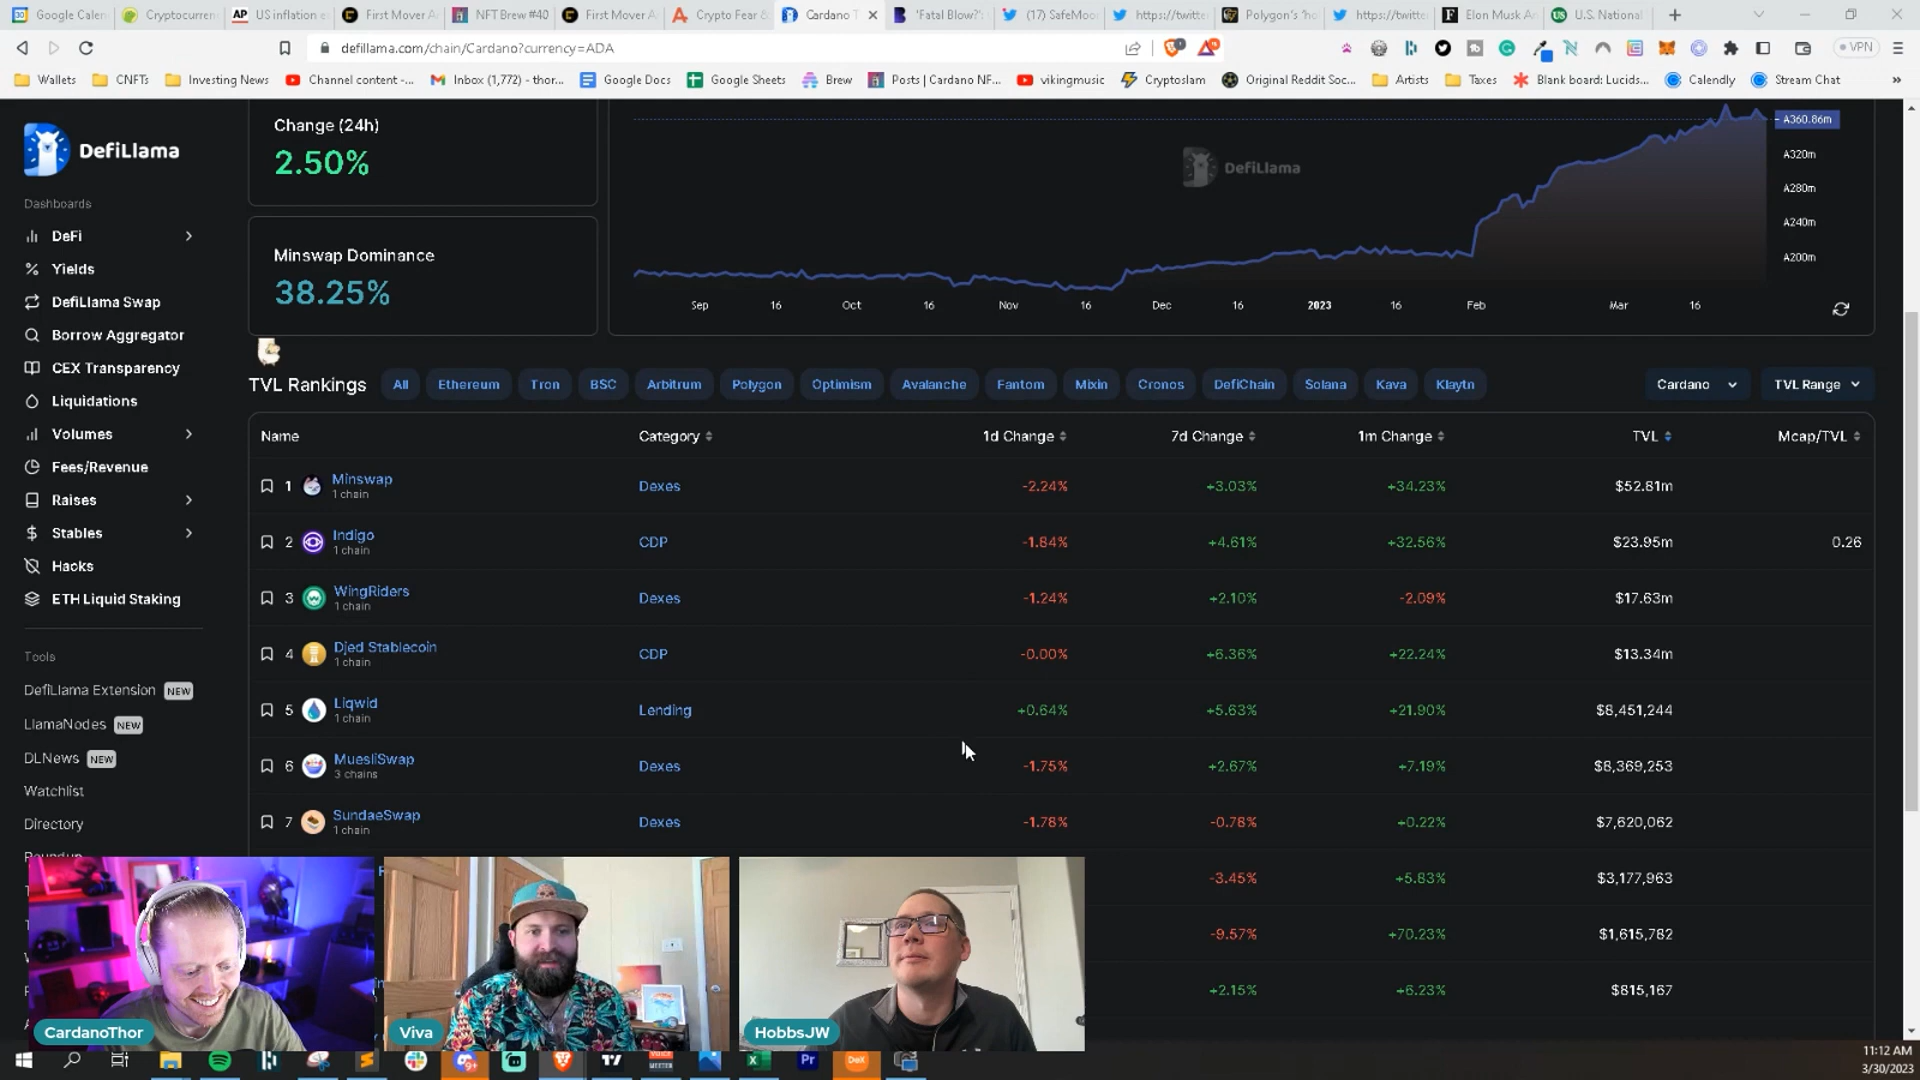 Google Calen
Cryptocurren
US inflation e
First Mover A
NFT Brew #40
First Mover A
Crypto Fear &
Cardano T
'Fatal Blow?':
(17) SafeMoo
https://twitte
Polygon's 'ho
https://twitte
Elon Musk An
U.S. National
defillama.com/chain/Cardano?currency=ADA
VPN
Wallets
CNFTs
Investing News
Channel content -...
Inbox (1,772) - thor...
Google Docs
Google Sheets
Brew
Posts | Cardano NF...
vikingmusic
Cryptoslam
Original Reddit Soc...
Artists
Taxes
Blank board: Lucids...
Calendly
Stream Chat
DefiLlama
Dashboards
DeFi
Yields
DefiLlama Swap
Borrow Aggregator
CEX Transparency
Liquidations
Volumes
Fees/Revenue
Raises
Stables
Hacks
ETH Liquid Staking
Tools
DefiLlama Extension NEW
LlamaNodes NEW
DLNews NEW
Watchlist
Directory
Change (24h)
2.50%
Minswap Dominance
38.25%
DefiLlama
A360.86m
A320m
A280m
A240m
A200m
Sep 16 Oct 16 Nov 16 Dec 16 2023 16 Feb Mar 16
TVL Rankings
All Ethereum Tron BSC Arbitrum Polygon Optimism Avalanche Fantom Mixin Cronos DefiChain Solana Kava Klaytn
Cardano
TVL Range
Name Category 1d Change 7d Change 1m Change TVL Mcap/TVL
1 Minswap Dexes -2.24% +3.03% +34.23% $52.81m
1 chain
2 Indigo CDP -1.84% +4.61% +32.56% $23.95m 0.26
1 chain
3 WingRiders Dexes -1.24% +2.10% -2.09% $17.63m
1 chain
4 Djed Stablecoin CDP -0.00% +6.36% +22.24% $13.34m
1 chain
5 Liqwid Lending +0.64% +5.63% +21.90% $8,451,244
1 chain
6 MuesliSwap Dexes -1.75% +2.67% +7.19% $8,369,253
3 chains
7 SundaeSwap Dexes -1.78% -0.78% +0.22% $7,620,062
1 chain
-3.45% +5.83% $3,177,963
-9.57% +70.23% $1,615,782
+2.15% +6.23% $815,167
CardanoThor
Viva
HobbsJW
11:12 AM
3/30/2023